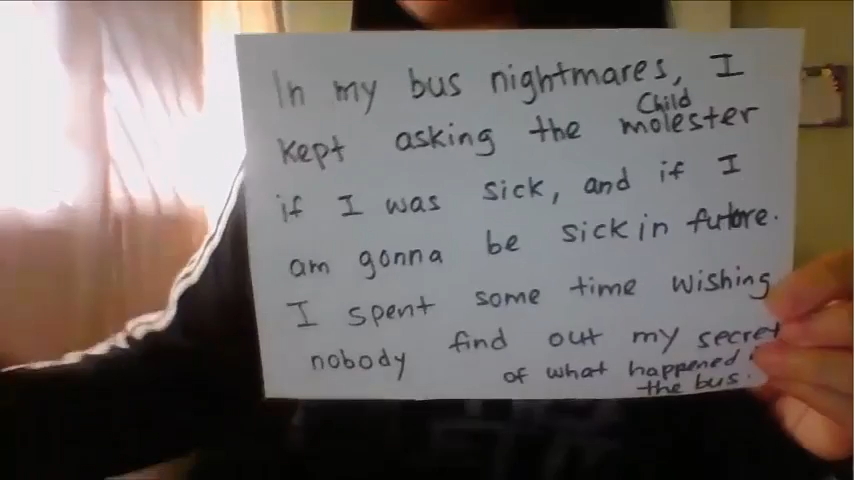 In my bus nightmares, I
kept asking the Child molester
if I was sick, and if I
am gonna be sick in future.
I spent some time wishing
nobody find out my secret
of what happened
the bus.